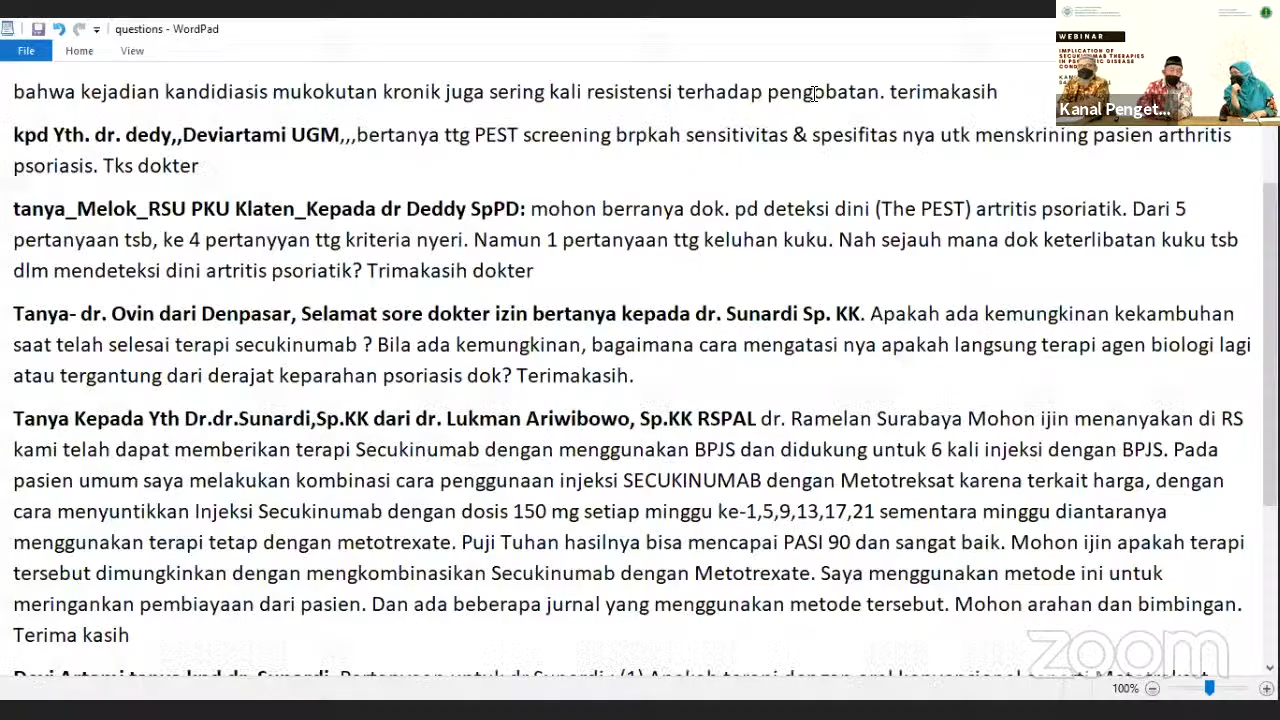 questions - WordPad
File Home View
WEBINAR
IMPLICATION OF
SECUKINUMAB THERAPIES
Kanal Penget...
bahwa kejadian kandidiasis mukokutan kronik juga sering kali resistensi terhadap pengobatan. terimakasih
kpd Yth. dr. dedy,,Deviartami UGM,,,bertanya ttg PEST screening brpkah sensitivitas & spesifitas nya utk menskrining pasien arthritis
psoriasis. Tks dokter
tanya_Melok_RSU PKU Klaten_Kepada dr Deddy SpPD: mohon berranya dok. pd deteksi dini (The PEST) artritis psoriatik. Dari 5
pertanyaan tsb, ke 4 pertanyyan ttg kriteria nyeri. Namun 1 pertanyaan ttg keluhan kuku. Nah sejauh mana dok keterlibatan kuku tsb
dlm mendeteksi dini artritis psoriatik? Trimakasih dokter
Tanya- dr. Ovin dari Denpasar, Selamat sore dokter izin bertanya kepada dr. Sunardi Sp. KK. Apakah ada kemungkinan kekambuhan
saat telah selesai terapi secukinumab ? Bila ada kemungkinan, bagaimana cara mengatasi nya apakah langsung terapi agen biologi lagi
atau tergantung dari derajat keparahan psoriasis dok? Terimakasih.
Tanya Kepada Yth Dr.dr.Sunardi,Sp.KK dari dr. Lukman Ariwibowo, Sp.KK RSPAL dr. Ramelan Surabaya Mohon ijin menanyakan di RS
kami telah dapat memberikan terapi Secukinumab dengan menggunakan BPJS dan didukung untuk 6 kali injeksi dengan BPJS. Pada
pasien umum saya melakukan kombinasi cara penggunaan injeksi SECUKINUMAB dengan Metotreksat karena terkait harga, dengan
cara menyuntikkan Injeksi Secukinumab dengan dosis 150 mg setiap minggu ke-1,5,9,13,17,21 sementara minggu diantaranya
menggunakan terapi tetap dengan metotrexate. Puji Tuhan hasilnya bisa mencapai PASI 90 dan sangat baik. Mohon ijin apakah terapi
tersebut dimungkinkan dengan mengkombinasikan Secukinumab dengan Metotrexate. Saya menggunakan metode ini untuk
meringankan pembiayaan dari pasien. Dan ada beberapa jurnal yang menggunakan metode tersebut. Mohon arahan dan bimbingan.
Terima kasih
zoom
100%